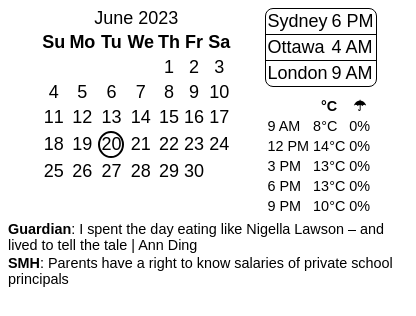 June 2023
Su Mo Tu We Th Fr Sa
1 2 3
4 5 6 7 8 9 10
11 12 13 14 15 16 17
18 19 20 21 22 23 24
25 26 27 28 29 30
Sydney 6 PM
Ottawa 4 AM
London 9 AM
°C ☂
9 AM 8°C 0%
12 PM 14°C 0%
3 PM 13°C 0%
6 PM 13°C 0%
9 PM 10°C 0%
Guardian: I spent the day eating like Nigella Lawson – and
lived to tell the tale | Ann Ding
SMH: Parents have a right to know salaries of private school
principals